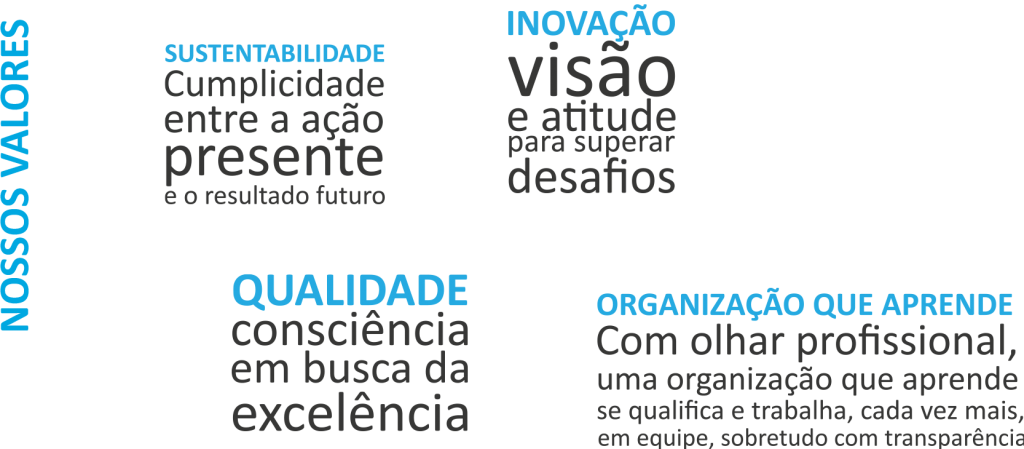 NOSSOS VALORES
SUSTENTABILIDADE
Cumplicidade
entre a ação
presente
e o resultado futuro
INOVAÇÃO
visão
e atitude
para superar
desafios
QUALIDADE
consciência
em busca da
excelência
ORGANIZAÇÃO QUE APRENDE
Com olhar profissional,
uma organização que aprende
se qualifica e trabalha, cada vez mais,
em equipe, sobretudo com transparência